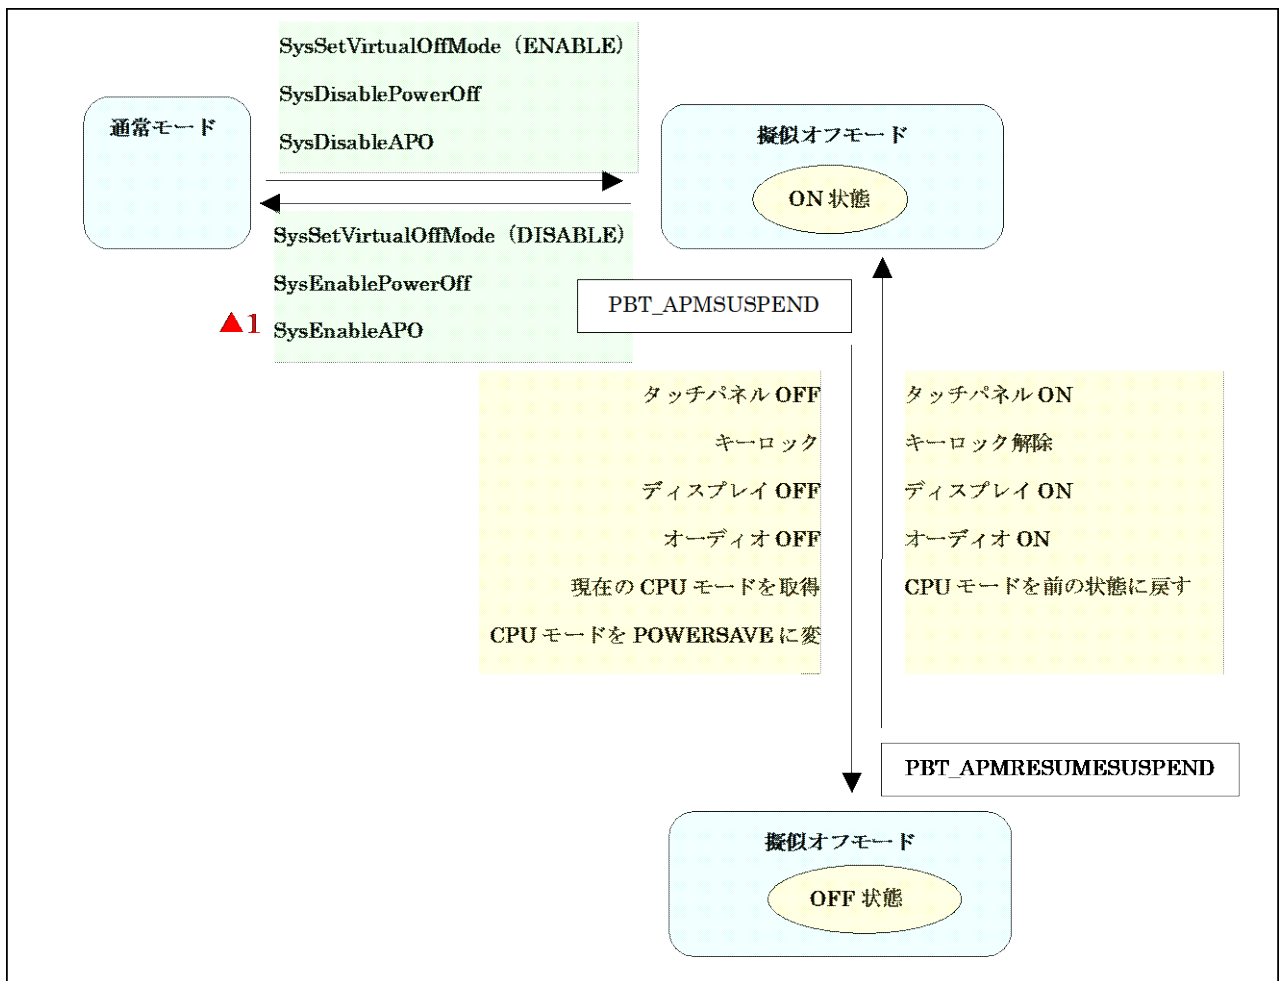 SysSetVirtualOffMode（ENABLE）
SysDisablePowerOff
SysDisableAPO
通常モード
擬似オフモード
ON 状態
SysSetVirtualOffMode（DISABLE）
SysEnablePowerOff
▲1 SysEnableAPO
PBT_APMSUSPEND
タッチパネル OFF
キーロック
ディスプレイ OFF
オーディオ OFF
現在の CPU モードを取得
CPU モードを POWERSAVE に変
タッチパネル ON
キーロック解除
ディスプレイ ON
オーディオ ON
CPU モードを前の状態に戻す
PBT_APMRESUMESUSPEND
擬似オフモード
OFF 状態